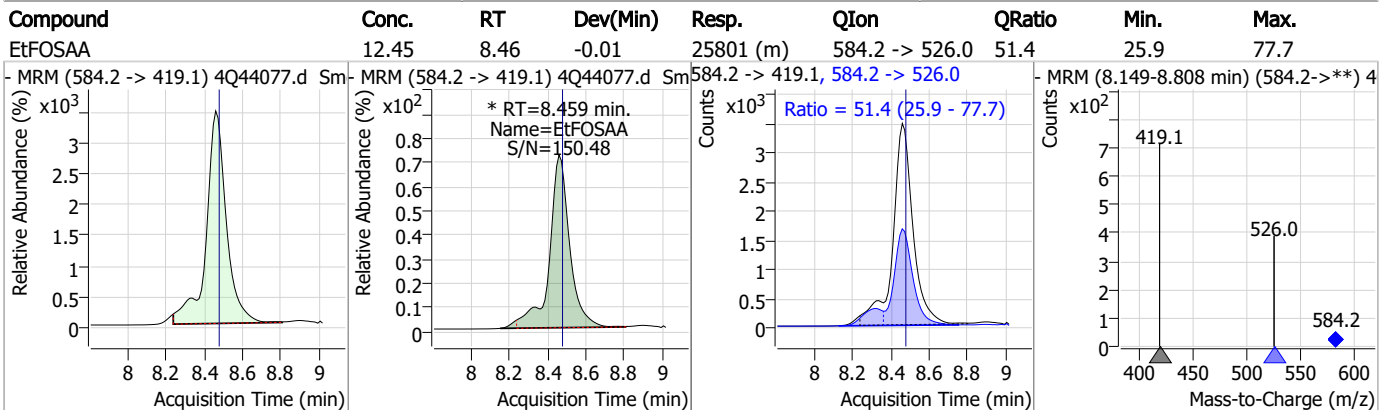 Compound Conc. RT Dev(Min) Resp. QIon QRatio Min. Max.
EtFOSAA 12.45 8.46 -0.01 25801 (m) 584.2 -> 526.0 51.4 25.9 77.7
- MRM (584.2 -> 419.1) 4Q44077.d Sm
Relative Abundance (%)
x10³
3
2.5
2
1.5
1
0.5
0
8 8.2 8.4 8.6 8.8 9
Acquisition Time (min)
- MRM (584.2 -> 419.1) 4Q44077.d Sm
Relative Abundance (%)
x10²
* RT=8.459 min.
Name=EtFOSAA
S/N=150.48
0.8
0.7
0.6
0.5
0.4
0.3
0.2
0.1
0
8 8.2 8.4 8.6 8.8 9
Acquisition Time (min)
584.2 -> 419.1, 584.2 -> 526.0
Counts
x10³
Ratio = 51.4 (25.9 - 77.7)
3
2.5
2
1.5
1
0.5
0
8 8.2 8.4 8.6 8.8 9
Acquisition Time (min)
- MRM (8.149-8.808 min) (584.2->**) 4
Counts
x10²
419.1
526.0
584.2
7
6
5
4
3
2
1
0
400 450 500 550 600
Mass-to-Charge (m/z)